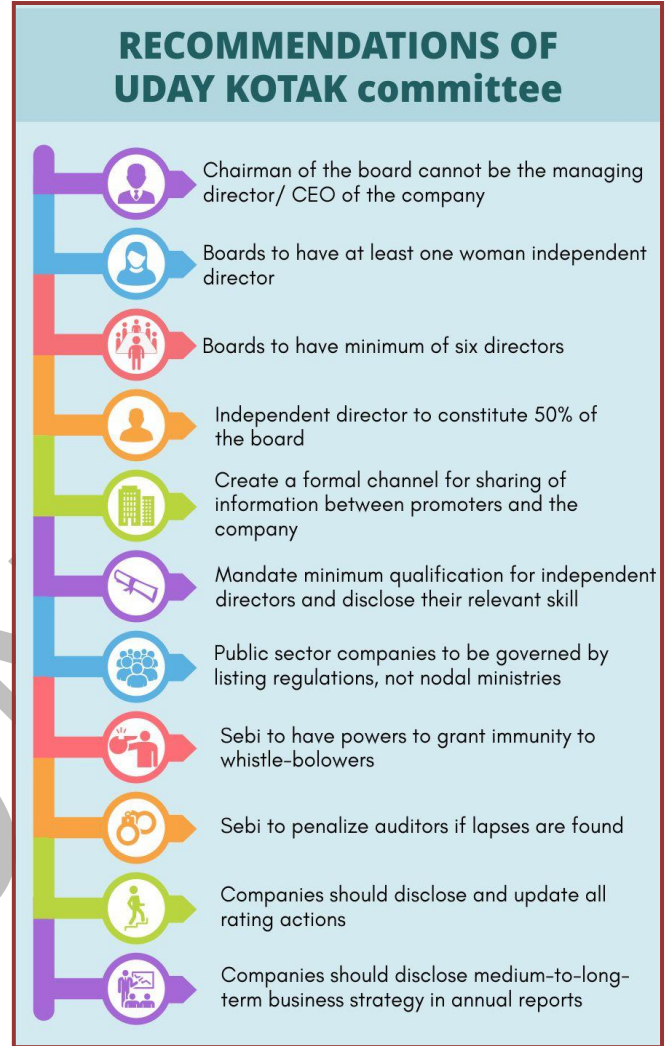 RECOMMENDATIONS OF
UDAY KOTAK committee
Chairman of the board cannot be the managing
director/ CEO of the company
Boards to have at least one woman independent
director
Boards to have minimum of six directors
Independent director to constitute 50% of
the board
Create a formal channel for sharing of
information between promoters and the
company
Mandate minimum qualification for independent
directors and disclose their relevant skill
Public sector companies to be governed by
listing regulations, not nodal ministries
Sebi to have powers to grant immunity to
whistle-bolowers
Sebi to penalize auditors if lapses are found
Companies should disclose and update all
rating actions
Companies should disclose medium-to-long-
term business strategy in annual reports